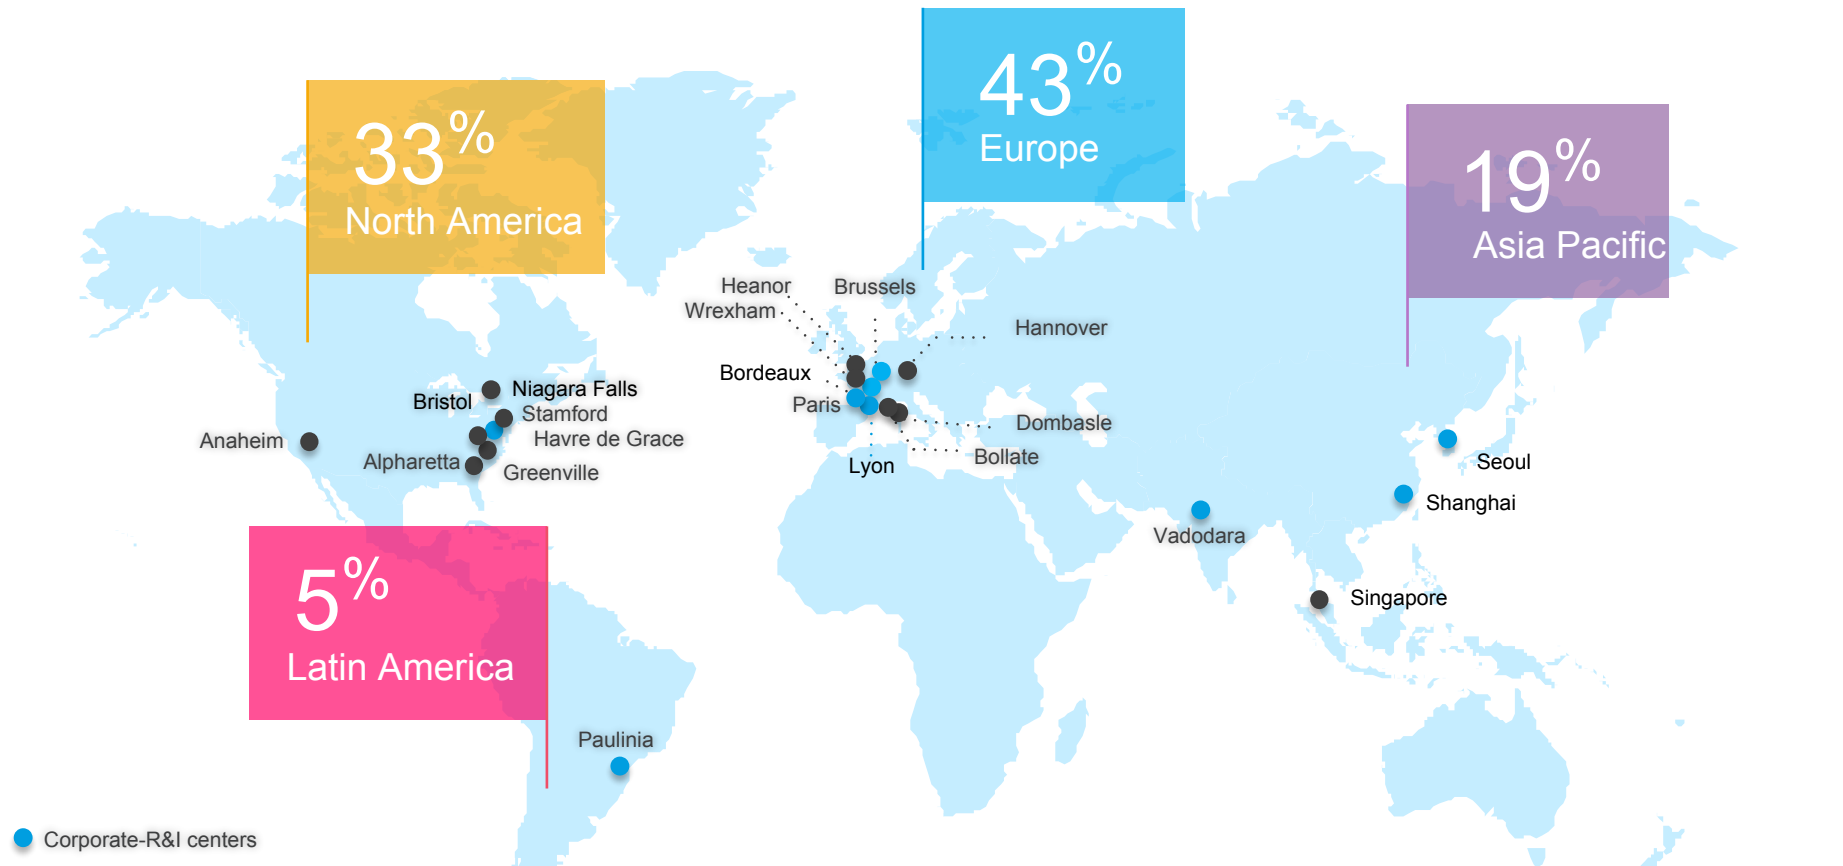 43%
Europe
33%
North America
19%
Asia Pacific
Heanor
Brussels
Wrexham
Hannover
Bordeaux
Niagara Falls
Bristol
Paris
Stamford
Dombasle
Anaheim
Havre de Grace
Bollate
Alpharetta
Lyon
Seoul
Greenville
Shanghai
Vadodara
5%
Latin America
Singapore
Paulinia
Corporate-R&I centers